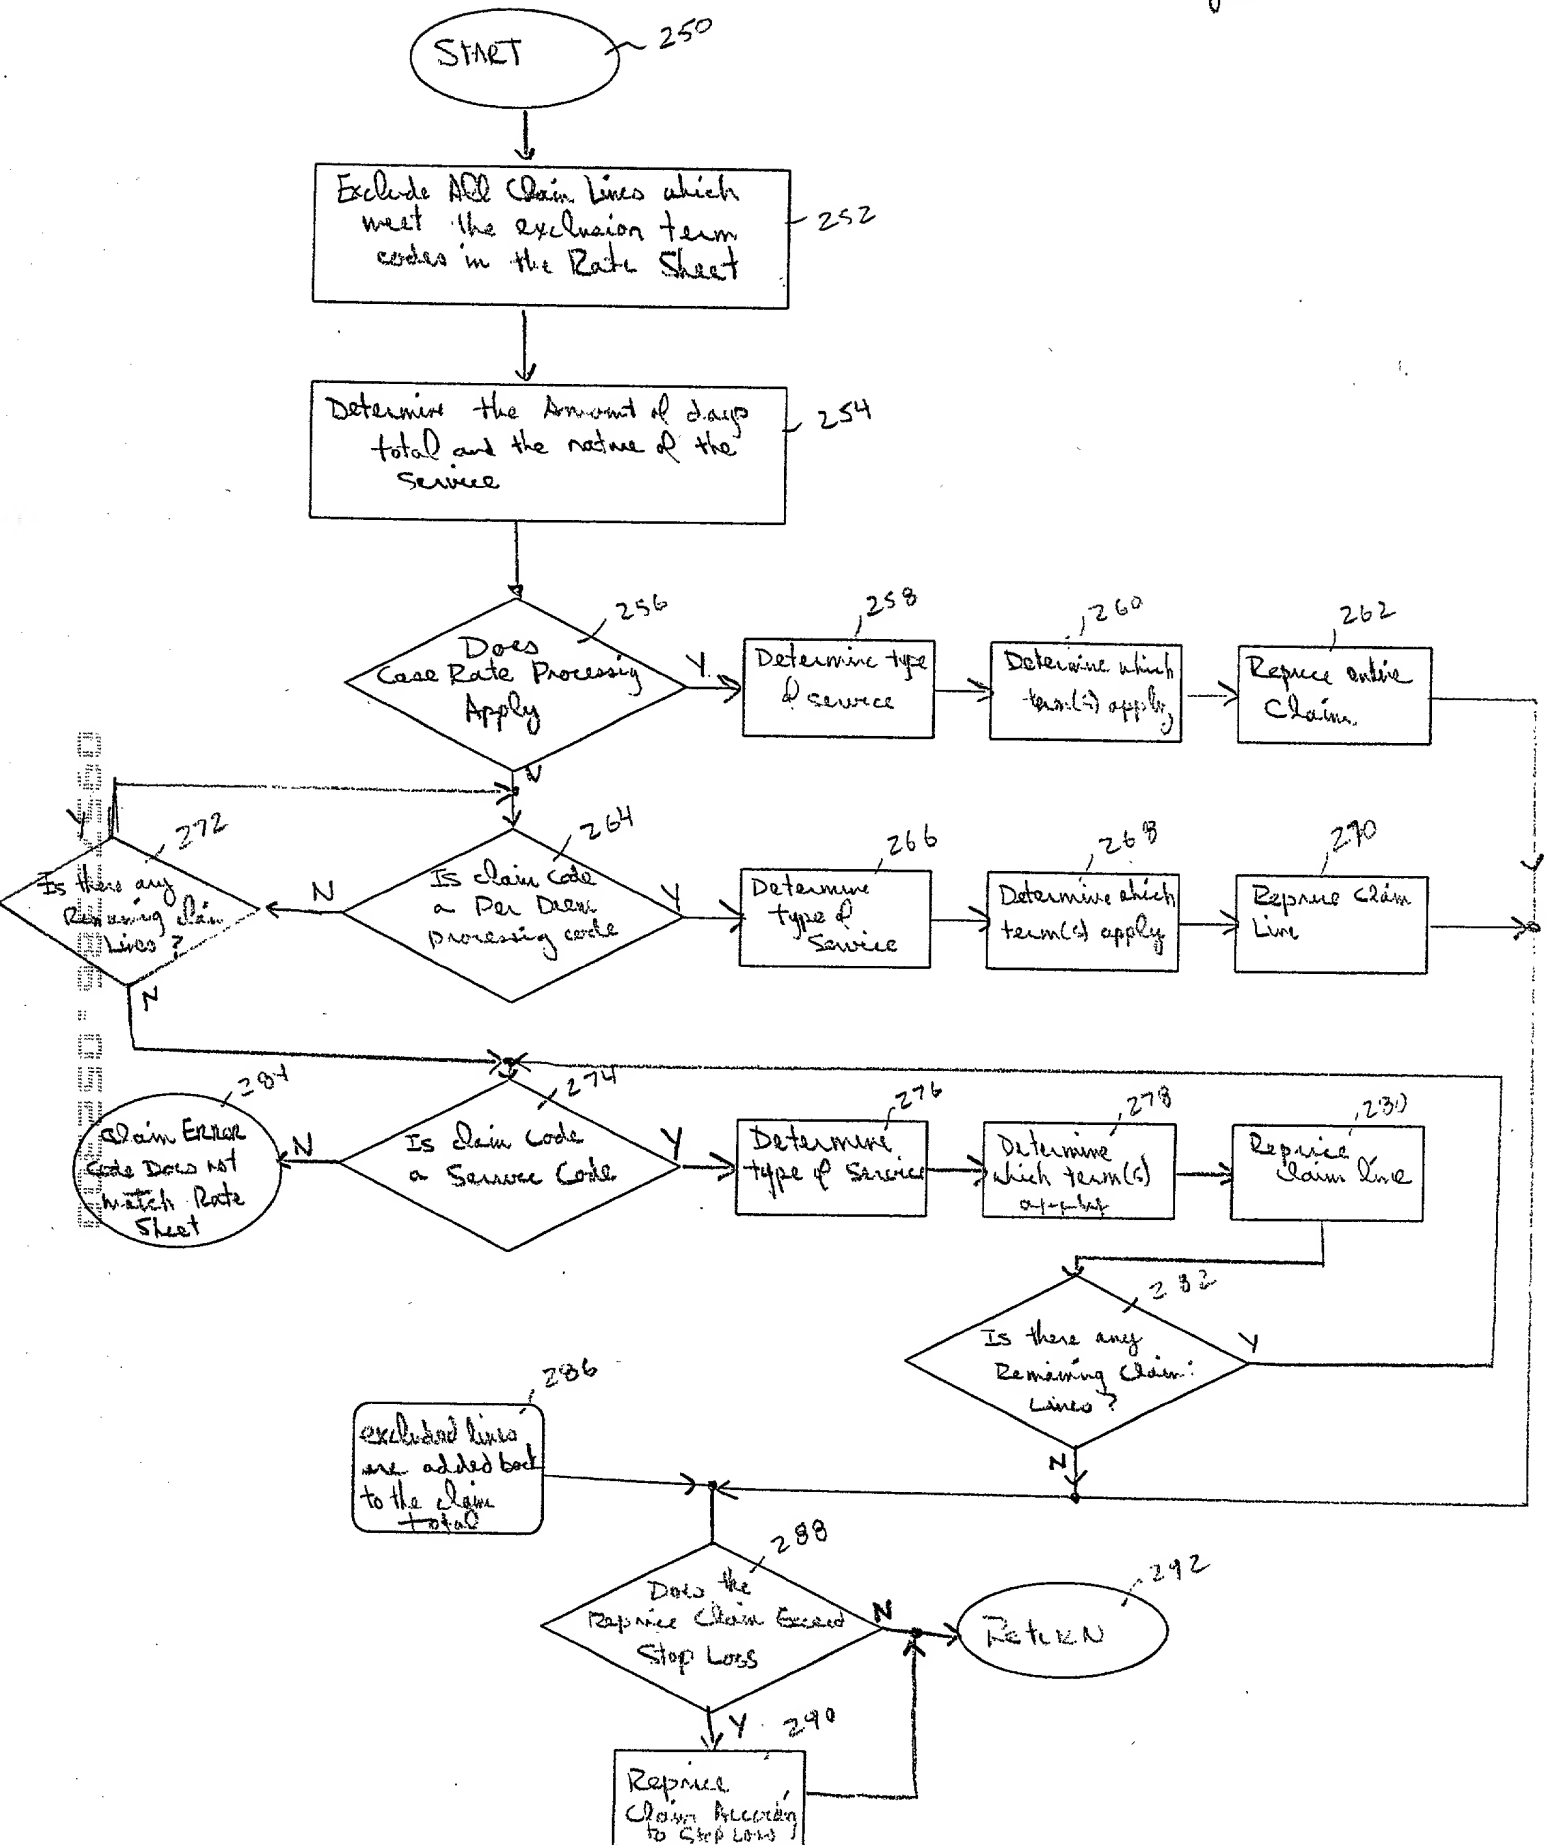 START
250
Exclude All Claim Lines which
meet the exclusion term
codes in the Rate Sheet
252
Determine the Amount of days
total and the nature of the
Service
254
Does
Case Rate Processig
Apply
256
Y
N
Determine type
of service
258
Determine which
term(s) apply
260
Reprice entire
Claim.
262
Is there any
Remaining claim
Lines?
272
Y
N
Is claim code
a Per Diem
processing code
264
N
Y
Determine
type of
Service
266
Determine which
term(s) apply
268
Reprice Claim
Line
270
Claim ERROR
Code Does not
match Rate
Sheet
284
N
Is claim code
a Service Code
274
Y
Determine
type of Service
276
Determine
which term(s)
278
Reprice
claim line
280
Is there any
Remaining Claim
Lines?
282
Y
N
excluded lines
are added back
to the claim
total
286
Does the
Reprice Claim Exceed
Stop Loss
288
N
Y
RETURN
292
Reprice
Claim Accordin
to Stop Loss
290